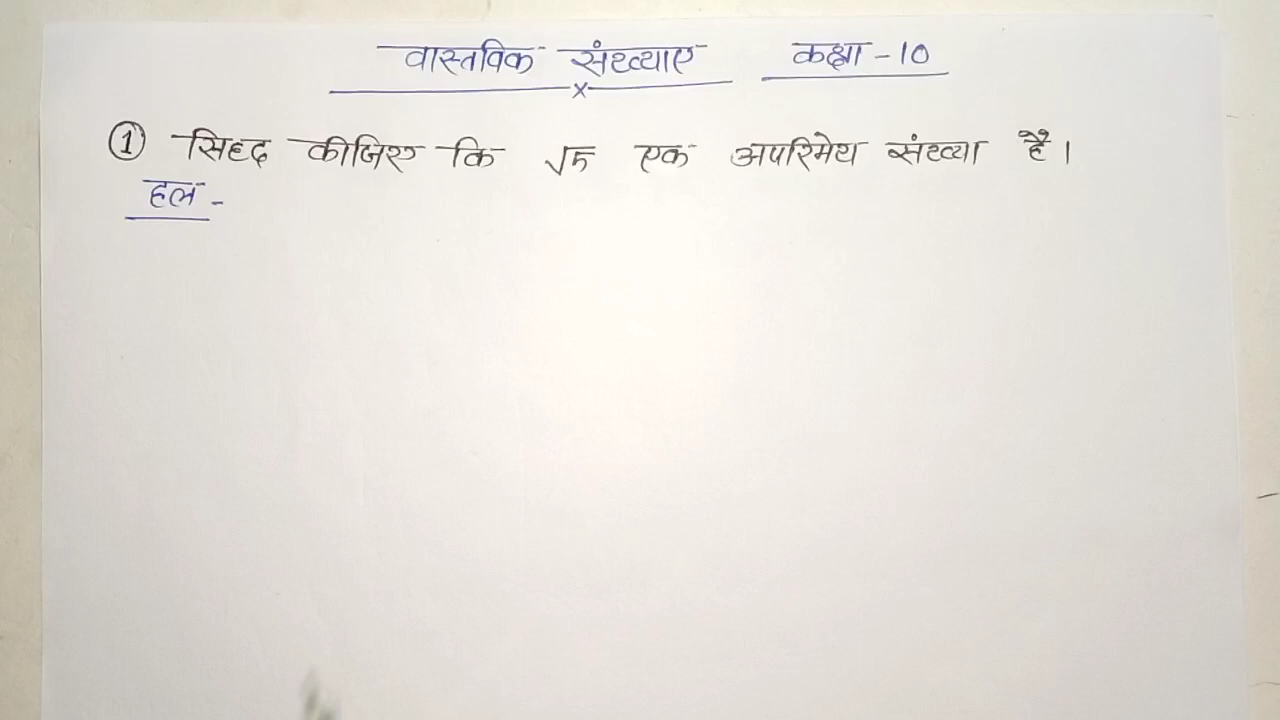 वास्तविक संख्याए कक्षा - 10
x
① सिध्द कीजिए कि √5 एक अपरिमेय संख्या है।
हल -